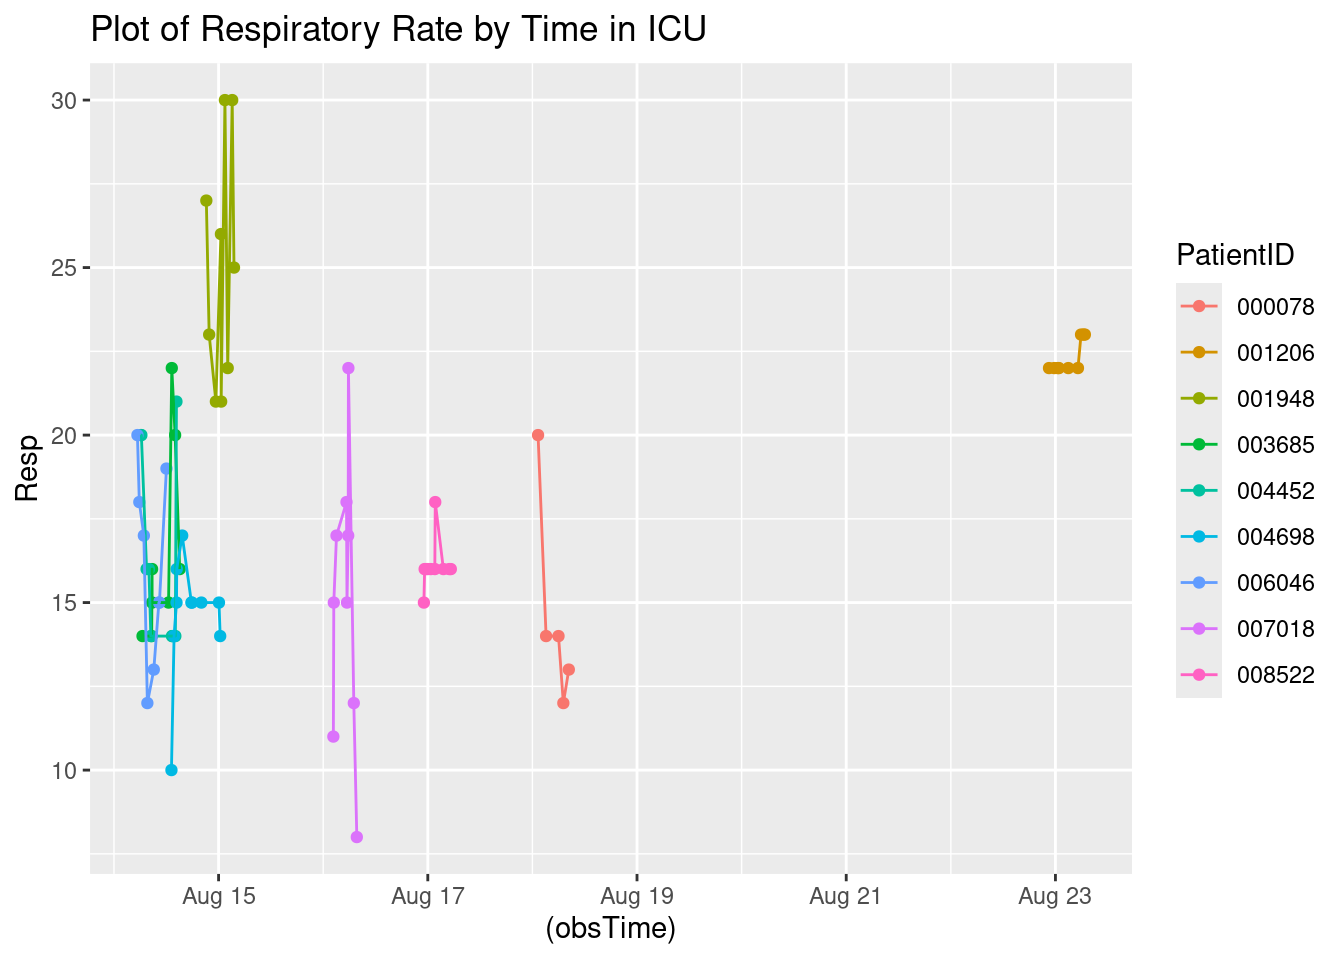 Plot of Respiratory Rate by Time in ICU
30
25
20
15
10
Resp
Aug 15
Aug 17
Aug 19
Aug 21
Aug 23
(obsTime)
PatientID
000078
001206
001948
003685
004452
004698
006046
007018
008522